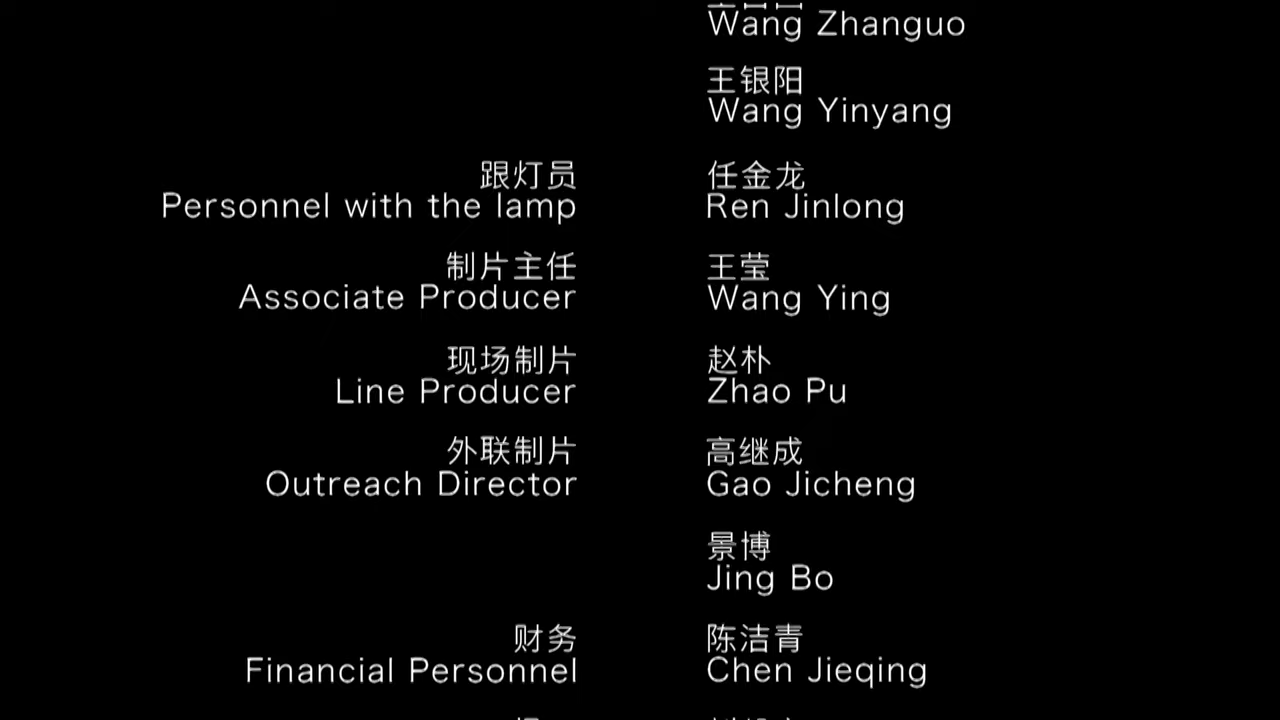 Wang Zhanguo
王银阳
Wang Yinyang
跟灯员 任金龙
Personnel with the lamp Ren Jinlong
制片主任 王莹
Associate Producer Wang Ying
现场制片 赵朴
Line Producer Zhao Pu
外联制片 高继成
Outreach Director Gao Jicheng
景博
Jing Bo
财务 陈洁青
Financial Personnel Chen Jieqing